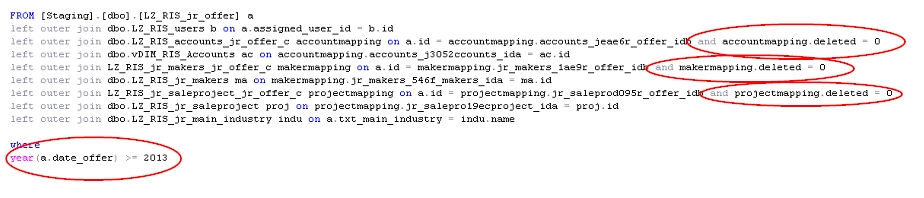 FROM [Staging].[dbo].[LZ_RIS_jr_offer] a
left outer join dbo.LZ_RIS_users b on a.assigned_user_id = b.id
left outer join dbo.LZ_RIS_accounts_jr_offer_c accountmapping on a.id = accountmapping.accounts_jeae6r_offer_idb and accountmapping.deleted = 0
left outer join dbo.vDIM_RIS_Accounts ac on accountmapping.accounts_j3052ccounts_ida = ac.id
left outer join LZ_RIS_jr_makers_jr_offer_c makermapping on a.id = makermapping.jr_makers_1ae9r_offer_idb and makermapping.deleted = 0
left outer join dbo.LZ_RIS_jr_makers ma on makermapping.jr_makers_546f_makers_ida = ma.id
left outer join LZ_RIS_jr_saleproject_jr_offer_c projectmapping on a.id = projectmapping.jr_saleprod095r_offer_idb and projectmapping.deleted = 0
left outer join dbo.LZ_RIS_jr_saleproject proj on projectmapping.jr_salepro19ecproject_ida = proj.id
left outer join dbo.LZ_RIS_jr_main_industry indu on a.txt_main_industry = indu.name
where
year(a.date_offer) >= 2013